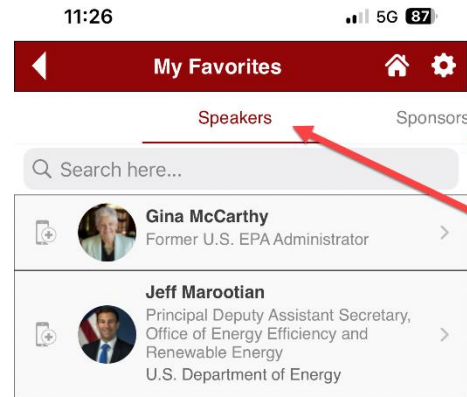 11:26 5G 87
My Favorites
Speakers Sponsors
Search here...
Gina McCarthy
Former U.S. EPA Administrator
Jeff Marootian
Principal Deputy Assistant Secretary,
Office of Energy Efficiency and
Renewable Energy
U.S. Department of Energy